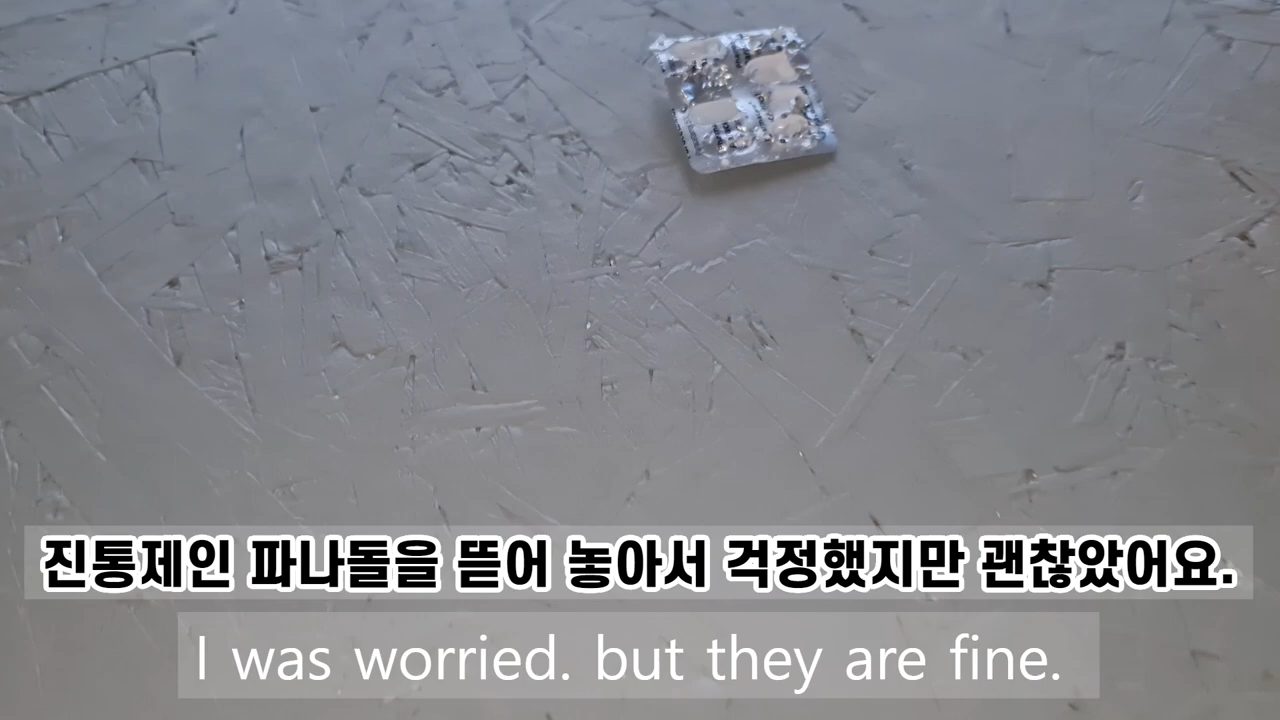 진통제인 파나돌을 뜯어 놓아서 걱정했지만 괜찮았어요.
I was worried. but they are fine.